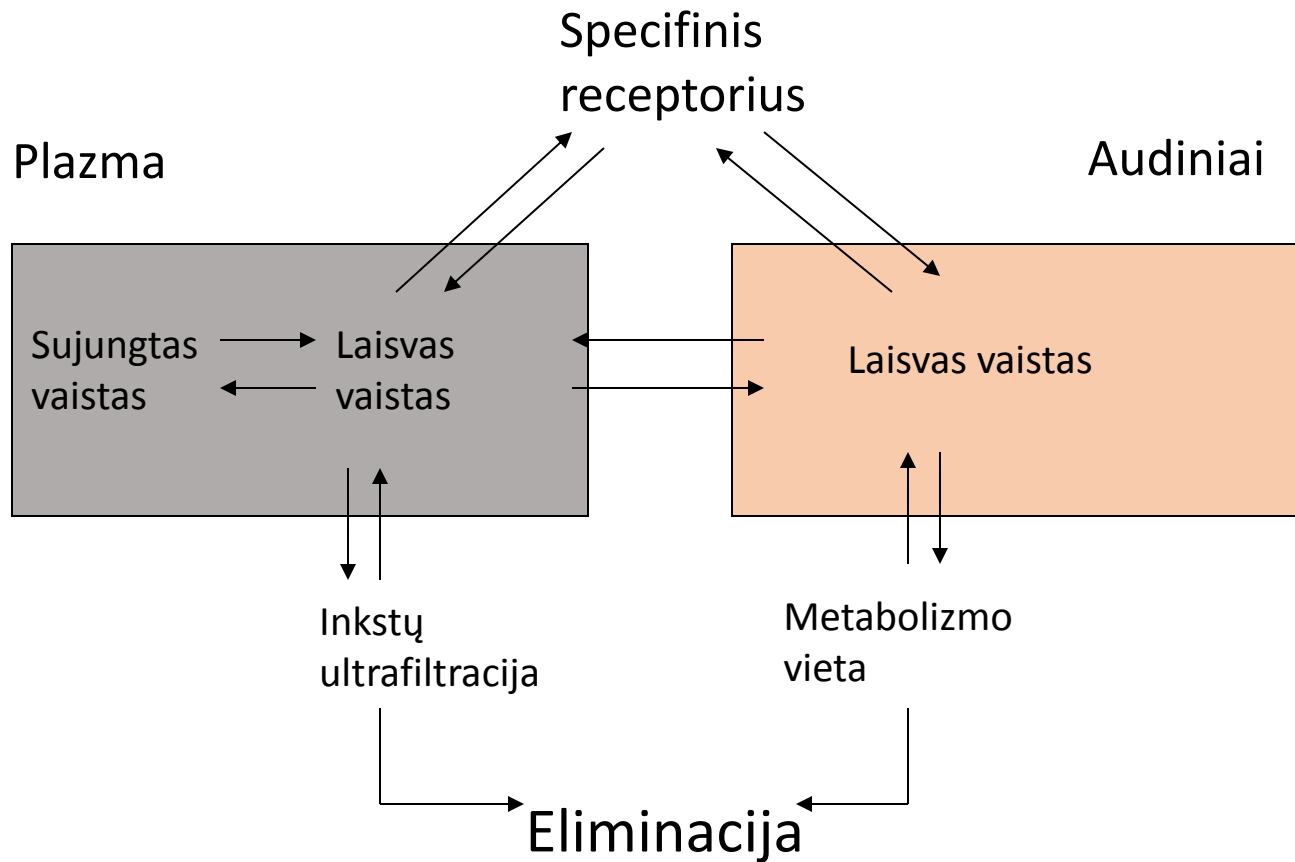 Specifinis
receptorius
Plazma
Audiniai
Sujungtas
vaistas
Laisvas
vaistas
Laisvas vaistas
Inkstų
ultrafiltracija
Metabolizmo
vieta
Eliminacija